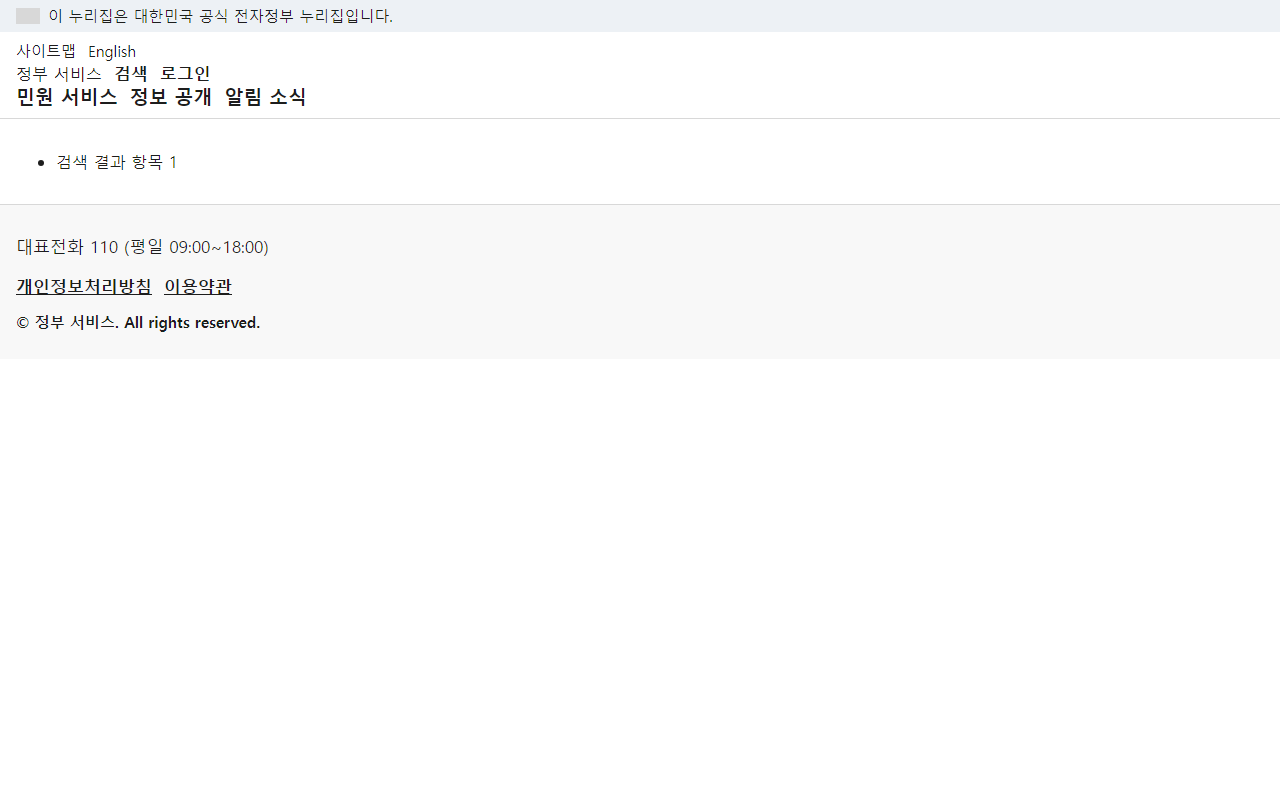 이 누리집은 대한민국 공식 전자정부 누리집입니다.
사이트맵 English
정부 서비스 검색 로그인
민원 서비스 정보 공개 알림 소식
• 검색 결과 항목 1
대표전화 110 (평일 09:00~18:00)
개인정보처리방침 이용약관
© 정부 서비스. All rights reserved.